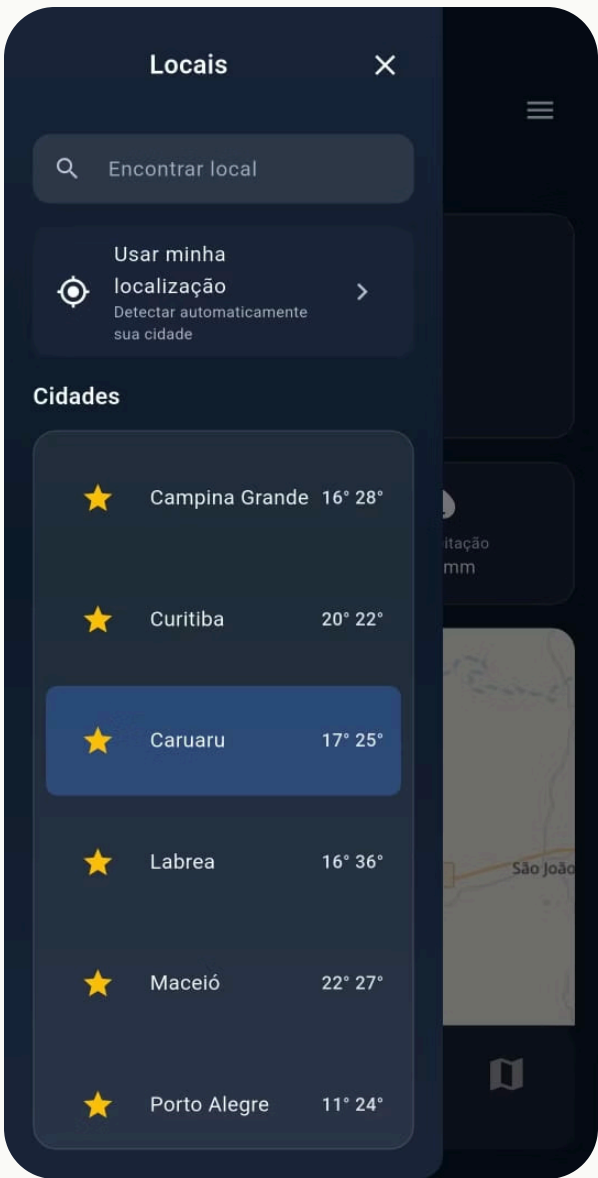 Locais
Encontrar local
Usar minha
localização
Detectar automaticamente
sua cidade
Cidades
Campina Grande 16° 28°
Curitiba 20° 22°
Caruaru 17° 25°
Labrea 16° 36°
Maceió 22° 27°
Porto Alegre 11° 24°
itação
mm
São João